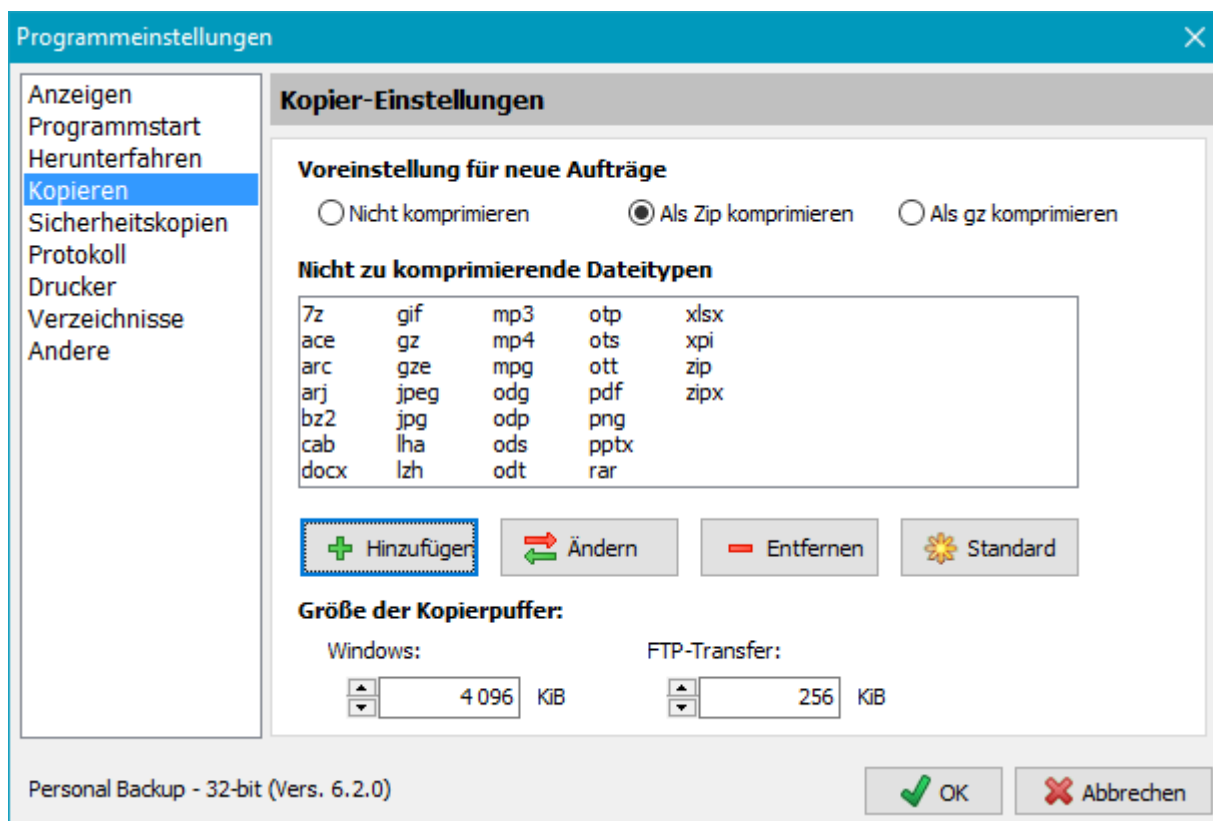 Programmeinstellungen
Anzeigen
Programmstart
Herunterfahren
Kopieren
Sicherheitskopien
Protokoll
Drucker
Verzeichnisse
Andere
Kopier-Einstellungen
Voreinstellung für neue Aufträge
Nicht komprimieren Als Zip komprimieren Als gz komprimieren
Nicht zu komprimierende Dateitypen
7z gif mp3 otp xlsx
ace gz mp4 ots xpi
arc gze mpg ott zip
arj jpeg odg pdf zipx
bz2 jpg odp png
cab lha ods pptx
docx lzh odt rar
Hinzufügen Ändern Entfernen Standard
Größe der Kopierpuffer:
Windows: FTP-Transfer:
4 096 KiB 256 KiB
Personal Backup - 32-bit (Vers. 6.2.0)
OK Abbrechen